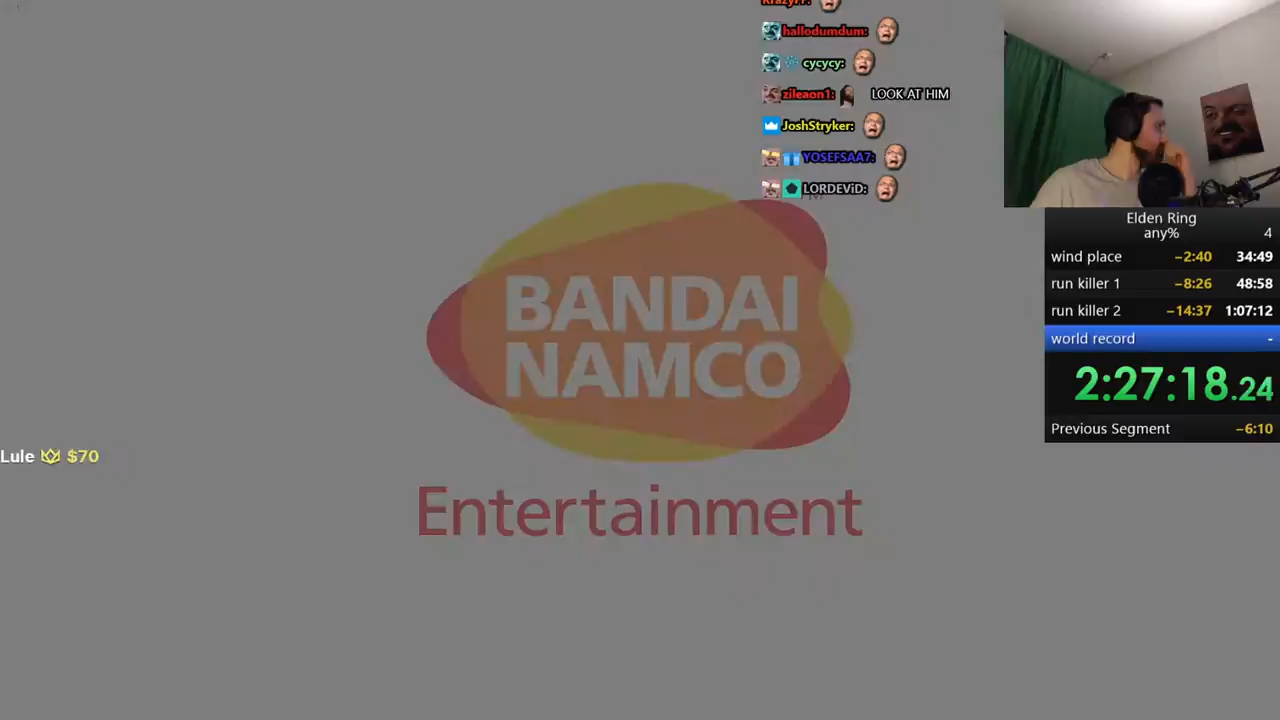 hallodumdum:
cycycy:
zileaon1: LOOK AT HIM
JoshStryker:
YOSEFSAA7:
LORDEViD:
BANDAI
NAMCO
Entertainment
Lule $70
Elden Ring
any% 4
wind place -2:40 34:49
run killer 1 -8:26 48:58
run killer 2 -14:37 1:07:12
world record -
2:27:18.24
Previous Segment -6:10